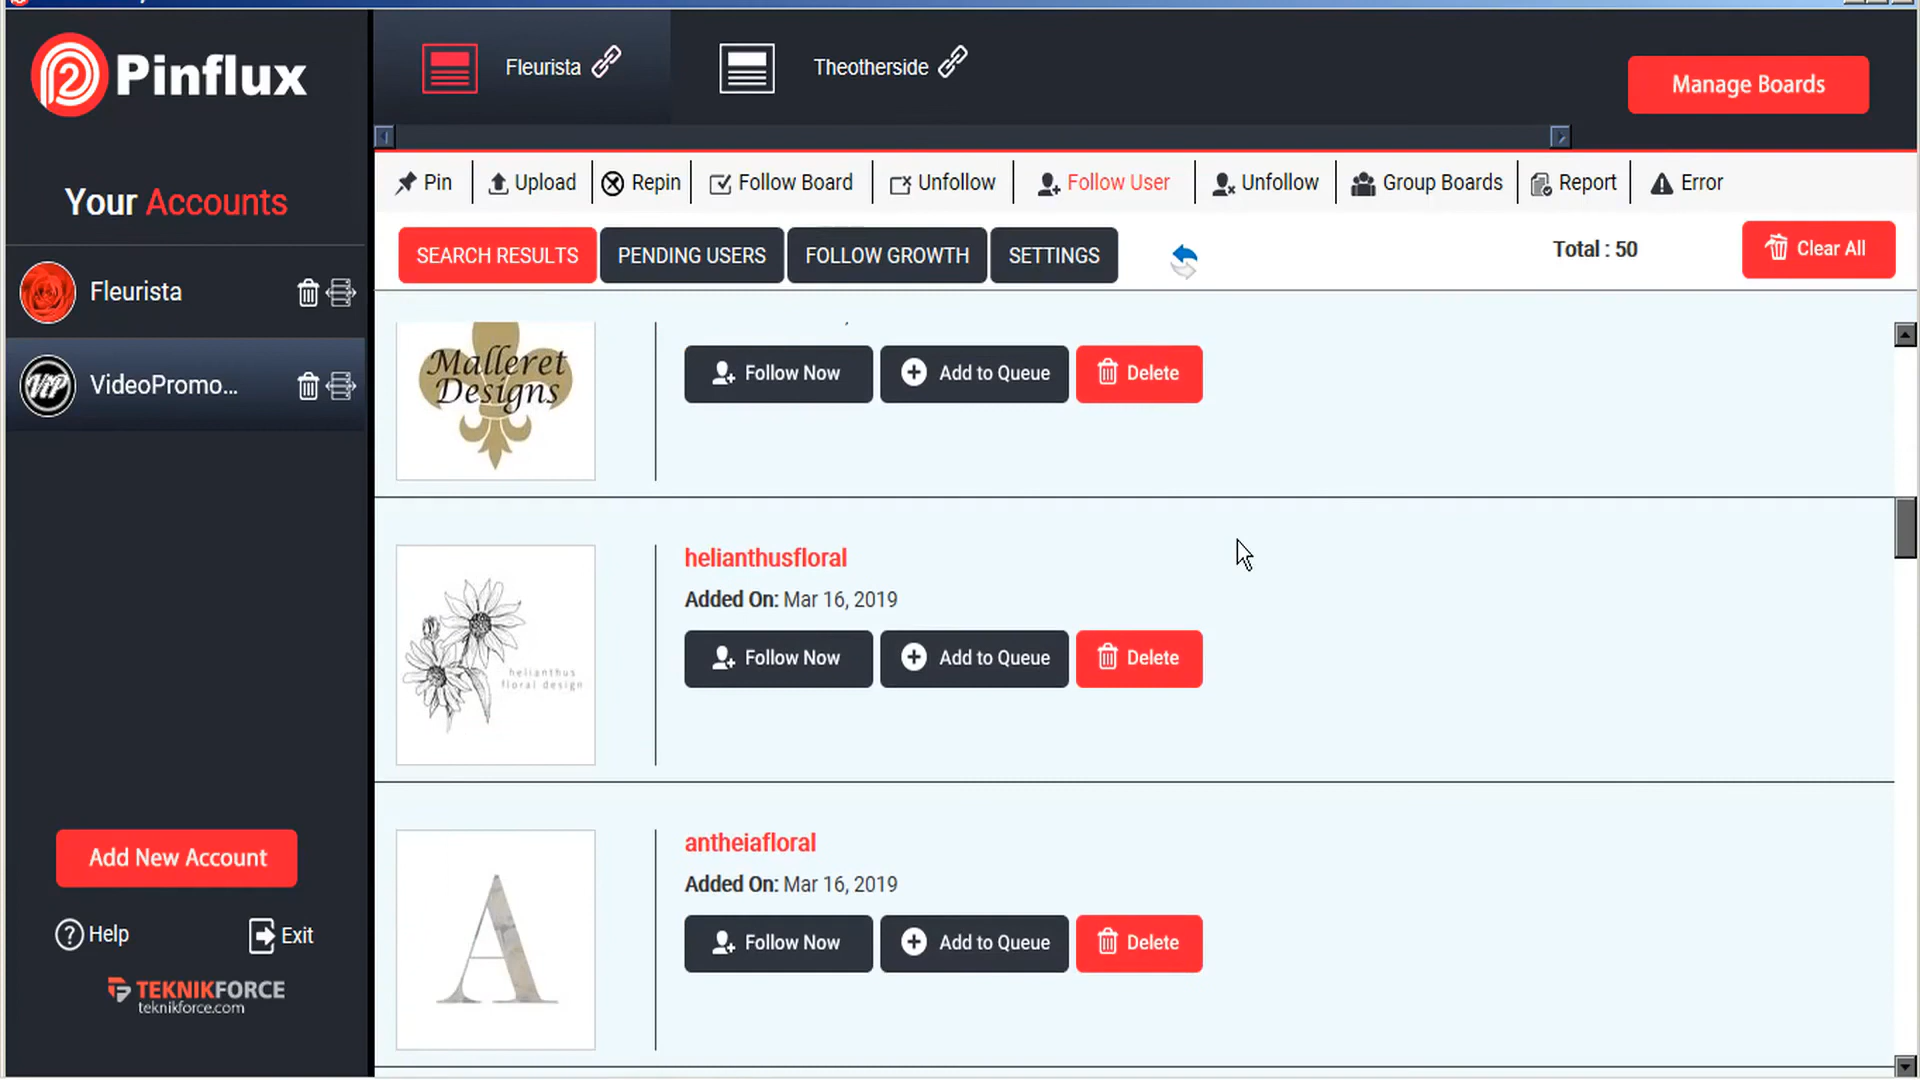 Pinflux
Your Accounts
Fleurista
VideoPromo...
Add New Account
Help
Exit
TEKNIKFORCE
teknikforce.com
Fleurista
Theotherside
Manage Boards
Pin
Upload
Repin
Follow Board
Unfollow
Follow User
Unfollow
Group Boards
Report
Error
SEARCH RESULTS
PENDING USERS
FOLLOW GROWTH
SETTINGS
Total : 50
Clear All
Malleret
Designs
Follow Now
Add to Queue
Delete
helianthus
floral design
helianthusfloral
Added On: Mar 16, 2019
Follow Now
Add to Queue
Delete
A
antheiafloral
Added On: Mar 16, 2019
Follow Now
Add to Queue
Delete